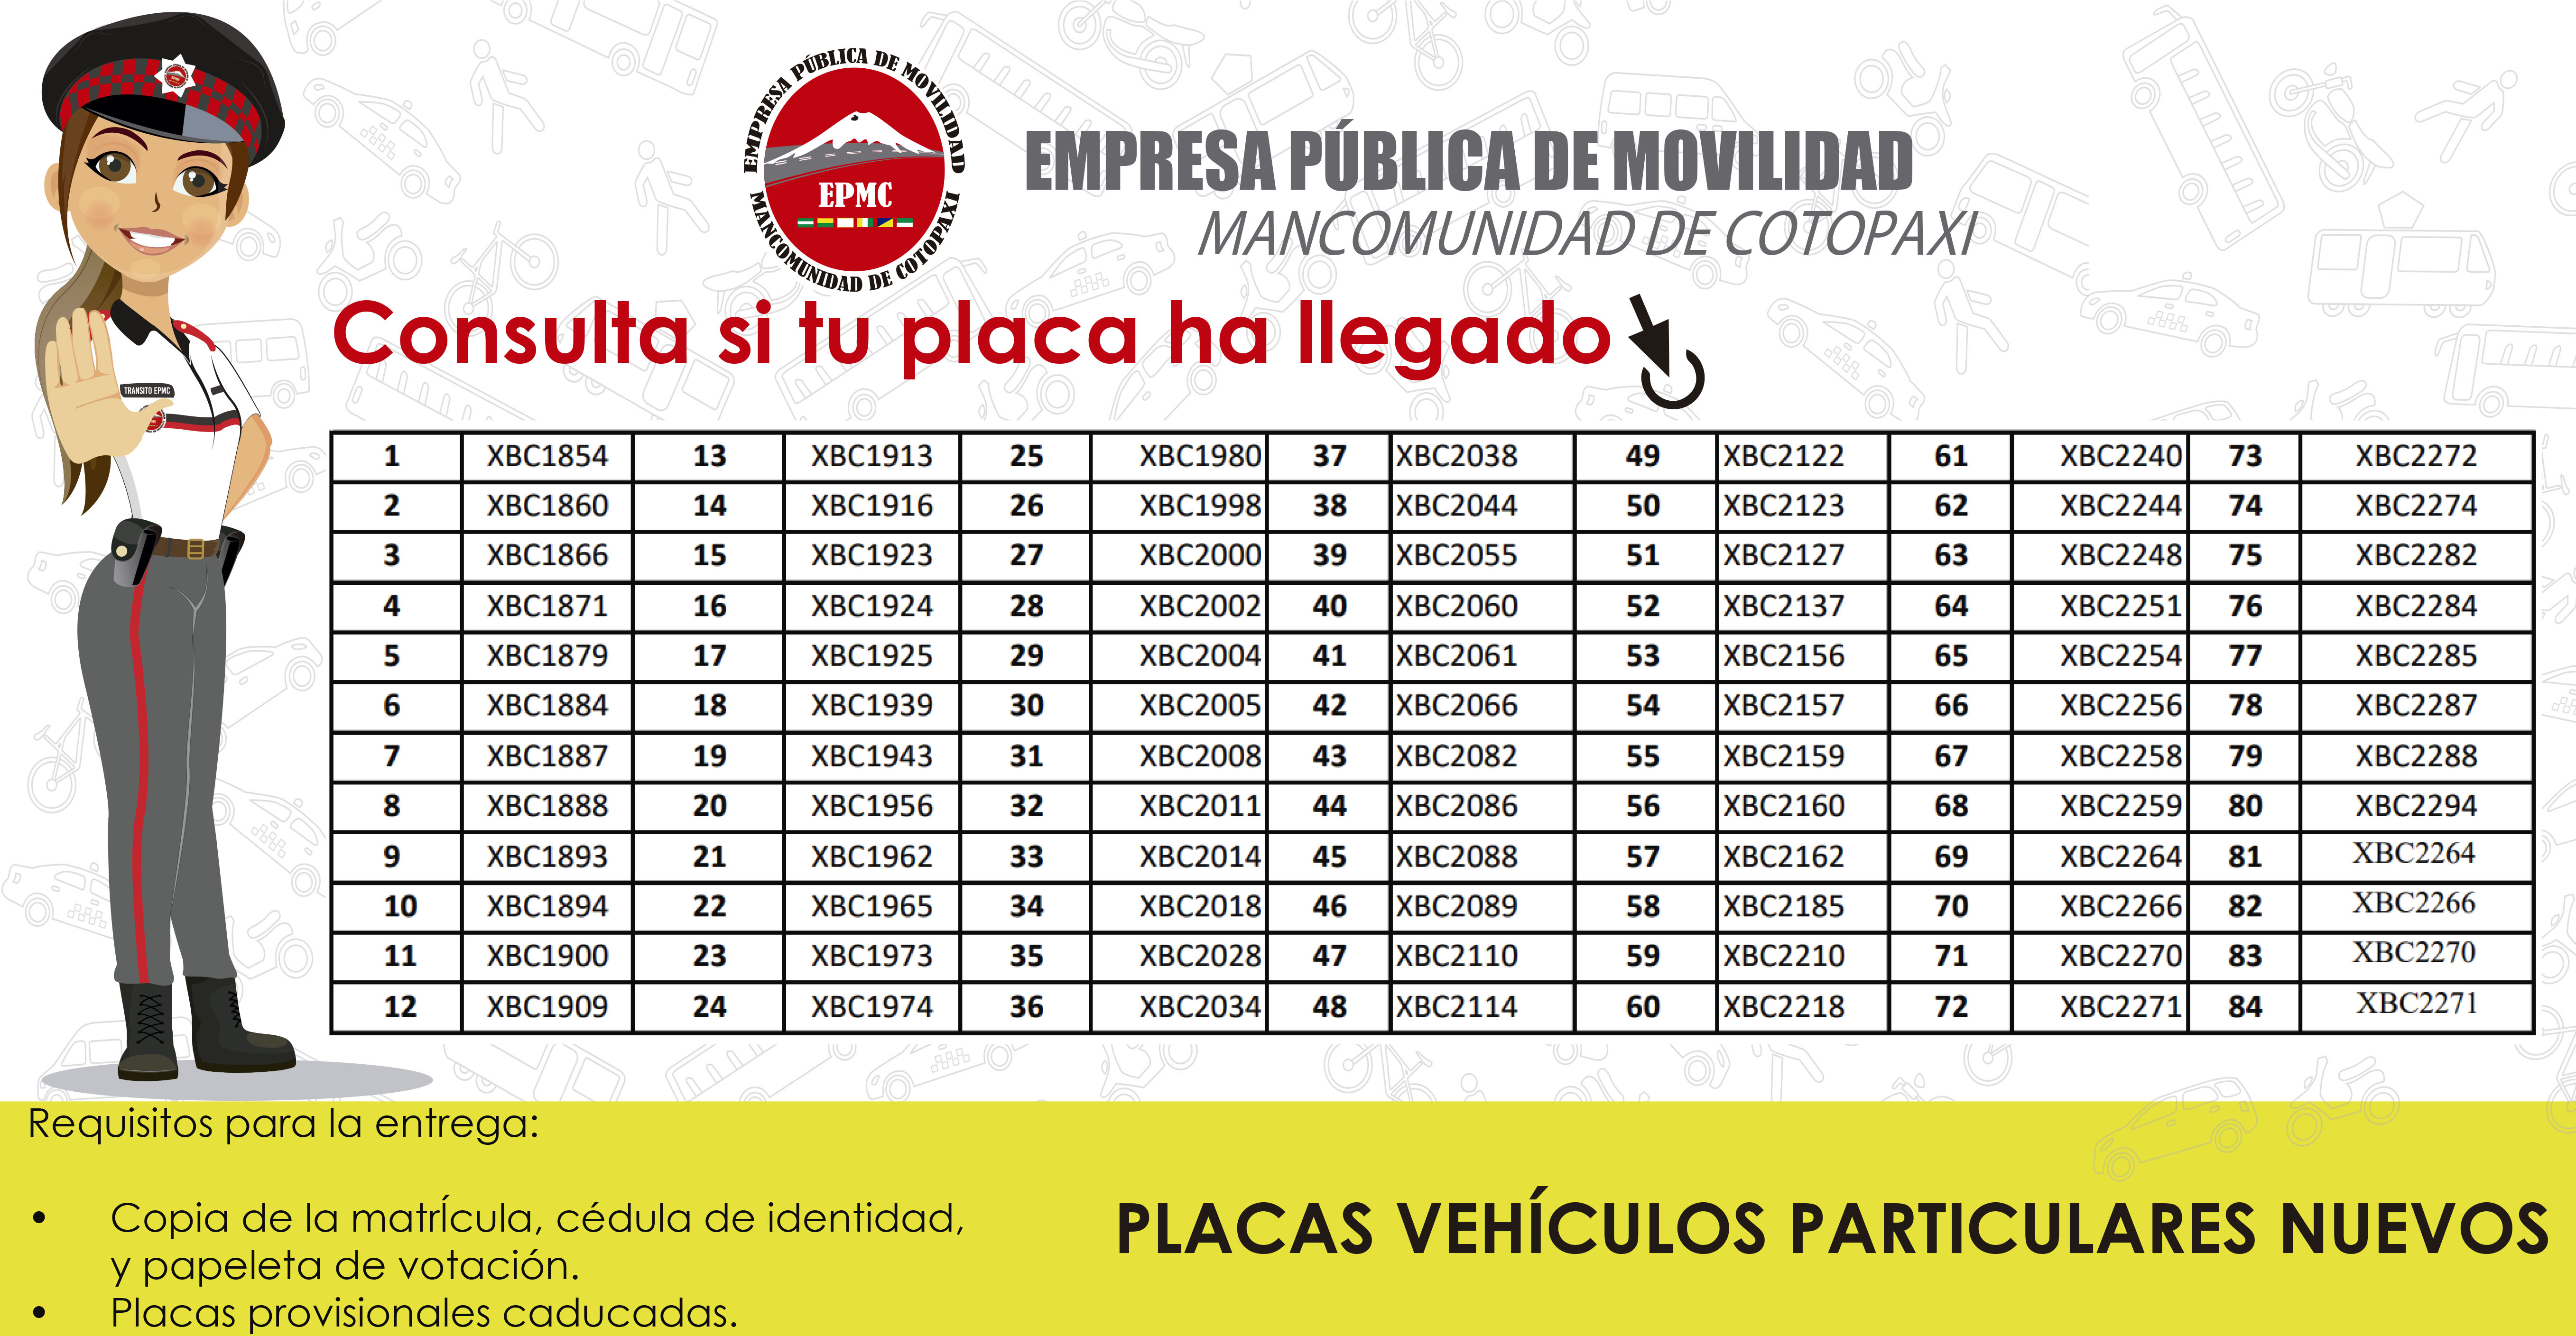 EMPRESA PÚBLICA DE MOVILIDAD
EPMC
MANCOMUNIDAD DE COTOPAXI
EMPRESA PÚBLICA DE MOVILIDAD
MANCOMUNIDAD DE COTOPAXI
Consulta si tu placa ha llegado
TRANSITO EPMC
1 XBC1854 13 XBC1913 25 XBC1980 37 XBC2038 49 XBC2122 61 XBC2240 73 XBC2272
2 XBC1860 14 XBC1916 26 XBC1998 38 XBC2044 50 XBC2123 62 XBC2244 74 XBC2274
3 XBC1866 15 XBC1923 27 XBC2000 39 XBC2055 51 XBC2127 63 XBC2248 75 XBC2282
4 XBC1871 16 XBC1924 28 XBC2002 40 XBC2060 52 XBC2137 64 XBC2251 76 XBC2284
5 XBC1879 17 XBC1925 29 XBC2004 41 XBC2061 53 XBC2156 65 XBC2254 77 XBC2285
6 XBC1884 18 XBC1939 30 XBC2005 42 XBC2066 54 XBC2157 66 XBC2256 78 XBC2287
7 XBC1887 19 XBC1943 31 XBC2008 43 XBC2082 55 XBC2159 67 XBC2258 79 XBC2288
8 XBC1888 20 XBC1956 32 XBC2011 44 XBC2086 56 XBC2160 68 XBC2259 80 XBC2294
9 XBC1893 21 XBC1962 33 XBC2014 45 XBC2088 57 XBC2162 69 XBC2264 81 XBC2264
10 XBC1894 22 XBC1965 34 XBC2018 46 XBC2089 58 XBC2185 70 XBC2266 82 XBC2266
11 XBC1900 23 XBC1973 35 XBC2028 47 XBC2110 59 XBC2210 71 XBC2270 83 XBC2270
12 XBC1909 24 XBC1974 36 XBC2034 48 XBC2114 60 XBC2218 72 XBC2271 84 XBC2271
Requisitos para la entrega:
• Copia de la matrÍcula, cédula de identidad,
y papeleta de votación.
• Placas provisionales caducadas.
PLACAS VEHÍCULOS PARTICULARES NUEVOS